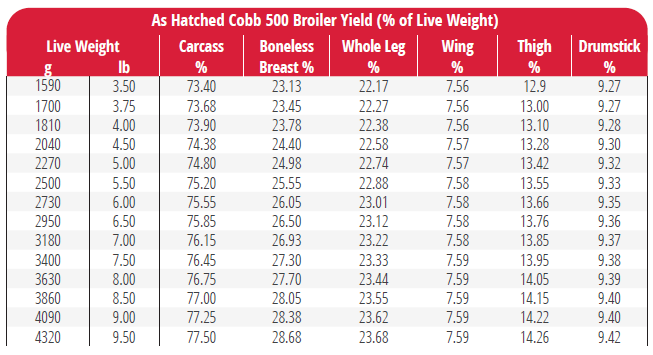 As Hatched Cobb 500 Broiler Yield (% of Live Weight)
Live Weight Carcass Boneless Whole Leg Wing Thigh Drumstick
g lb % Breast % % % % %
1590 3.50 73.40 23.13 22.17 7.56 12.9 9.27
1700 3.75 73.68 23.45 22.27 7.56 13.00 9.27
1810 4.00 73.90 23.78 22.38 7.56 13.10 9.28
2040 4.50 74.38 24.40 22.58 7.57 13.28 9.30
2270 5.00 74.80 24.98 22.74 7.57 13.42 9.32
2500 5.50 75.20 25.55 22.88 7.58 13.55 9.33
2730 6.00 75.55 26.05 23.01 7.58 13.66 9.35
2950 6.50 75.85 26.50 23.12 7.58 13.76 9.36
3180 7.00 76.15 26.93 23.22 7.58 13.85 9.37
3400 7.50 76.45 27.30 23.33 7.59 13.95 9.38
3630 8.00 76.75 27.70 23.44 7.59 14.05 9.39
3860 8.50 77.00 28.05 23.55 7.59 14.15 9.40
4090 9.00 77.25 28.38 23.62 7.59 14.22 9.40
4320 9.50 77.50 28.68 23.68 7.59 14.26 9.42